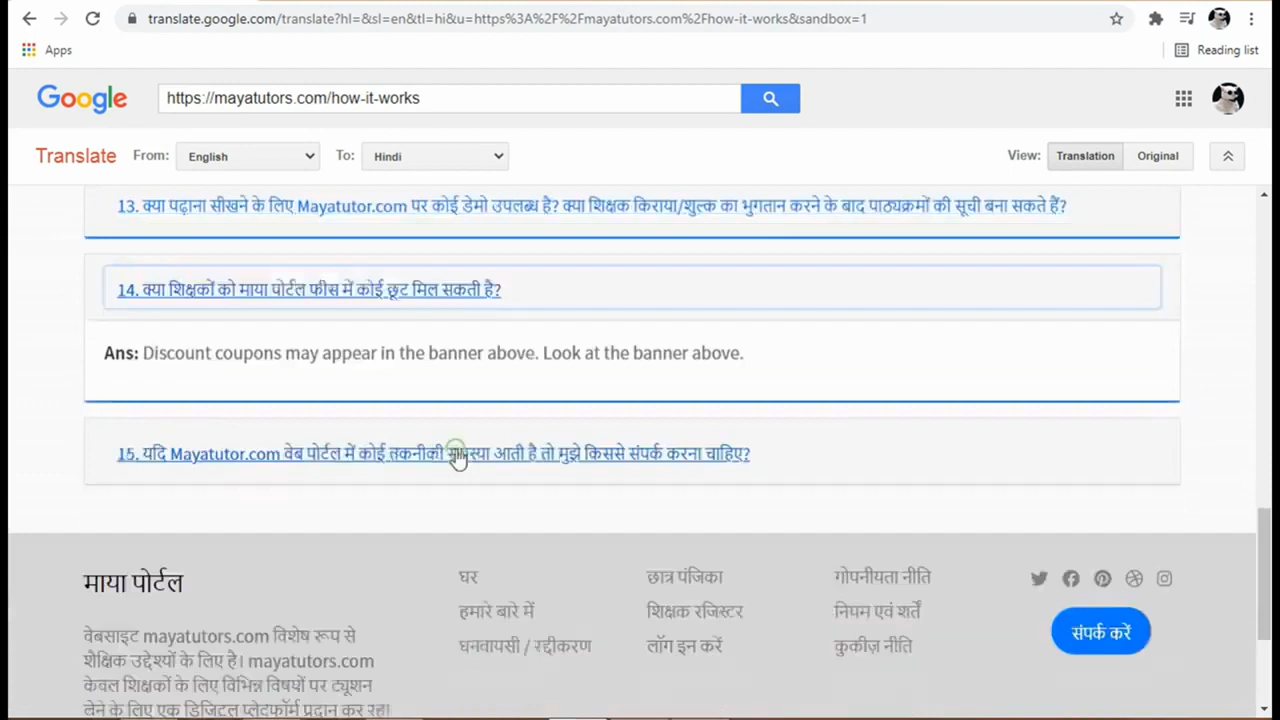 translate.google.com/translate?hl=&sl=en&tl=hi&u=https%3A%2F%2Fmayatutors.com%2Fhow-it-works&sandbox=1
Apps
Reading list
Google
https://mayatutors.com/how-it-works
Translate From: English To: Hindi View: Translation Original
13. क्या पढ़ाना सीखने के लिए Mayatutor.com पर कोई डेमो उपलब्ध है? क्या शिक्षक किराया/शुल्क का भुगतान करने के बाद पाठ्यक्रमों की सूची बना सकते हैं?
14. क्या शिक्षकों को माया पोर्टल फीस में कोई छूट मिल सकती है?
Ans: Discount coupons may appear in the banner above. Look at the banner above.
15. यदि Mayatutor.com वेब पोर्टल में कोई तकनीकी समस्या आती है तो मुझे किससे संपर्क करना चाहिए?
माया पोर्टल
वेबसाइट mayatutors.com विशेष रूप से
शैक्षिक उद्देश्यों के लिए है। mayatutors.com
केवल शिक्षकों के लिए विभिन्न विषयों पर ट्यूशन
लेने के लिए एक डिजिटल प्लेटफॉर्म प्रदान कर रहा
घर
हमारे बारे में
धनवापसी / रद्दीकरण
छात्र पंजिका
शिक्षक रजिस्टर
लॉग इन करें
गोपनीयता नीति
नियम एवं शर्तें
कुकीज़ नीति
संपर्क करें